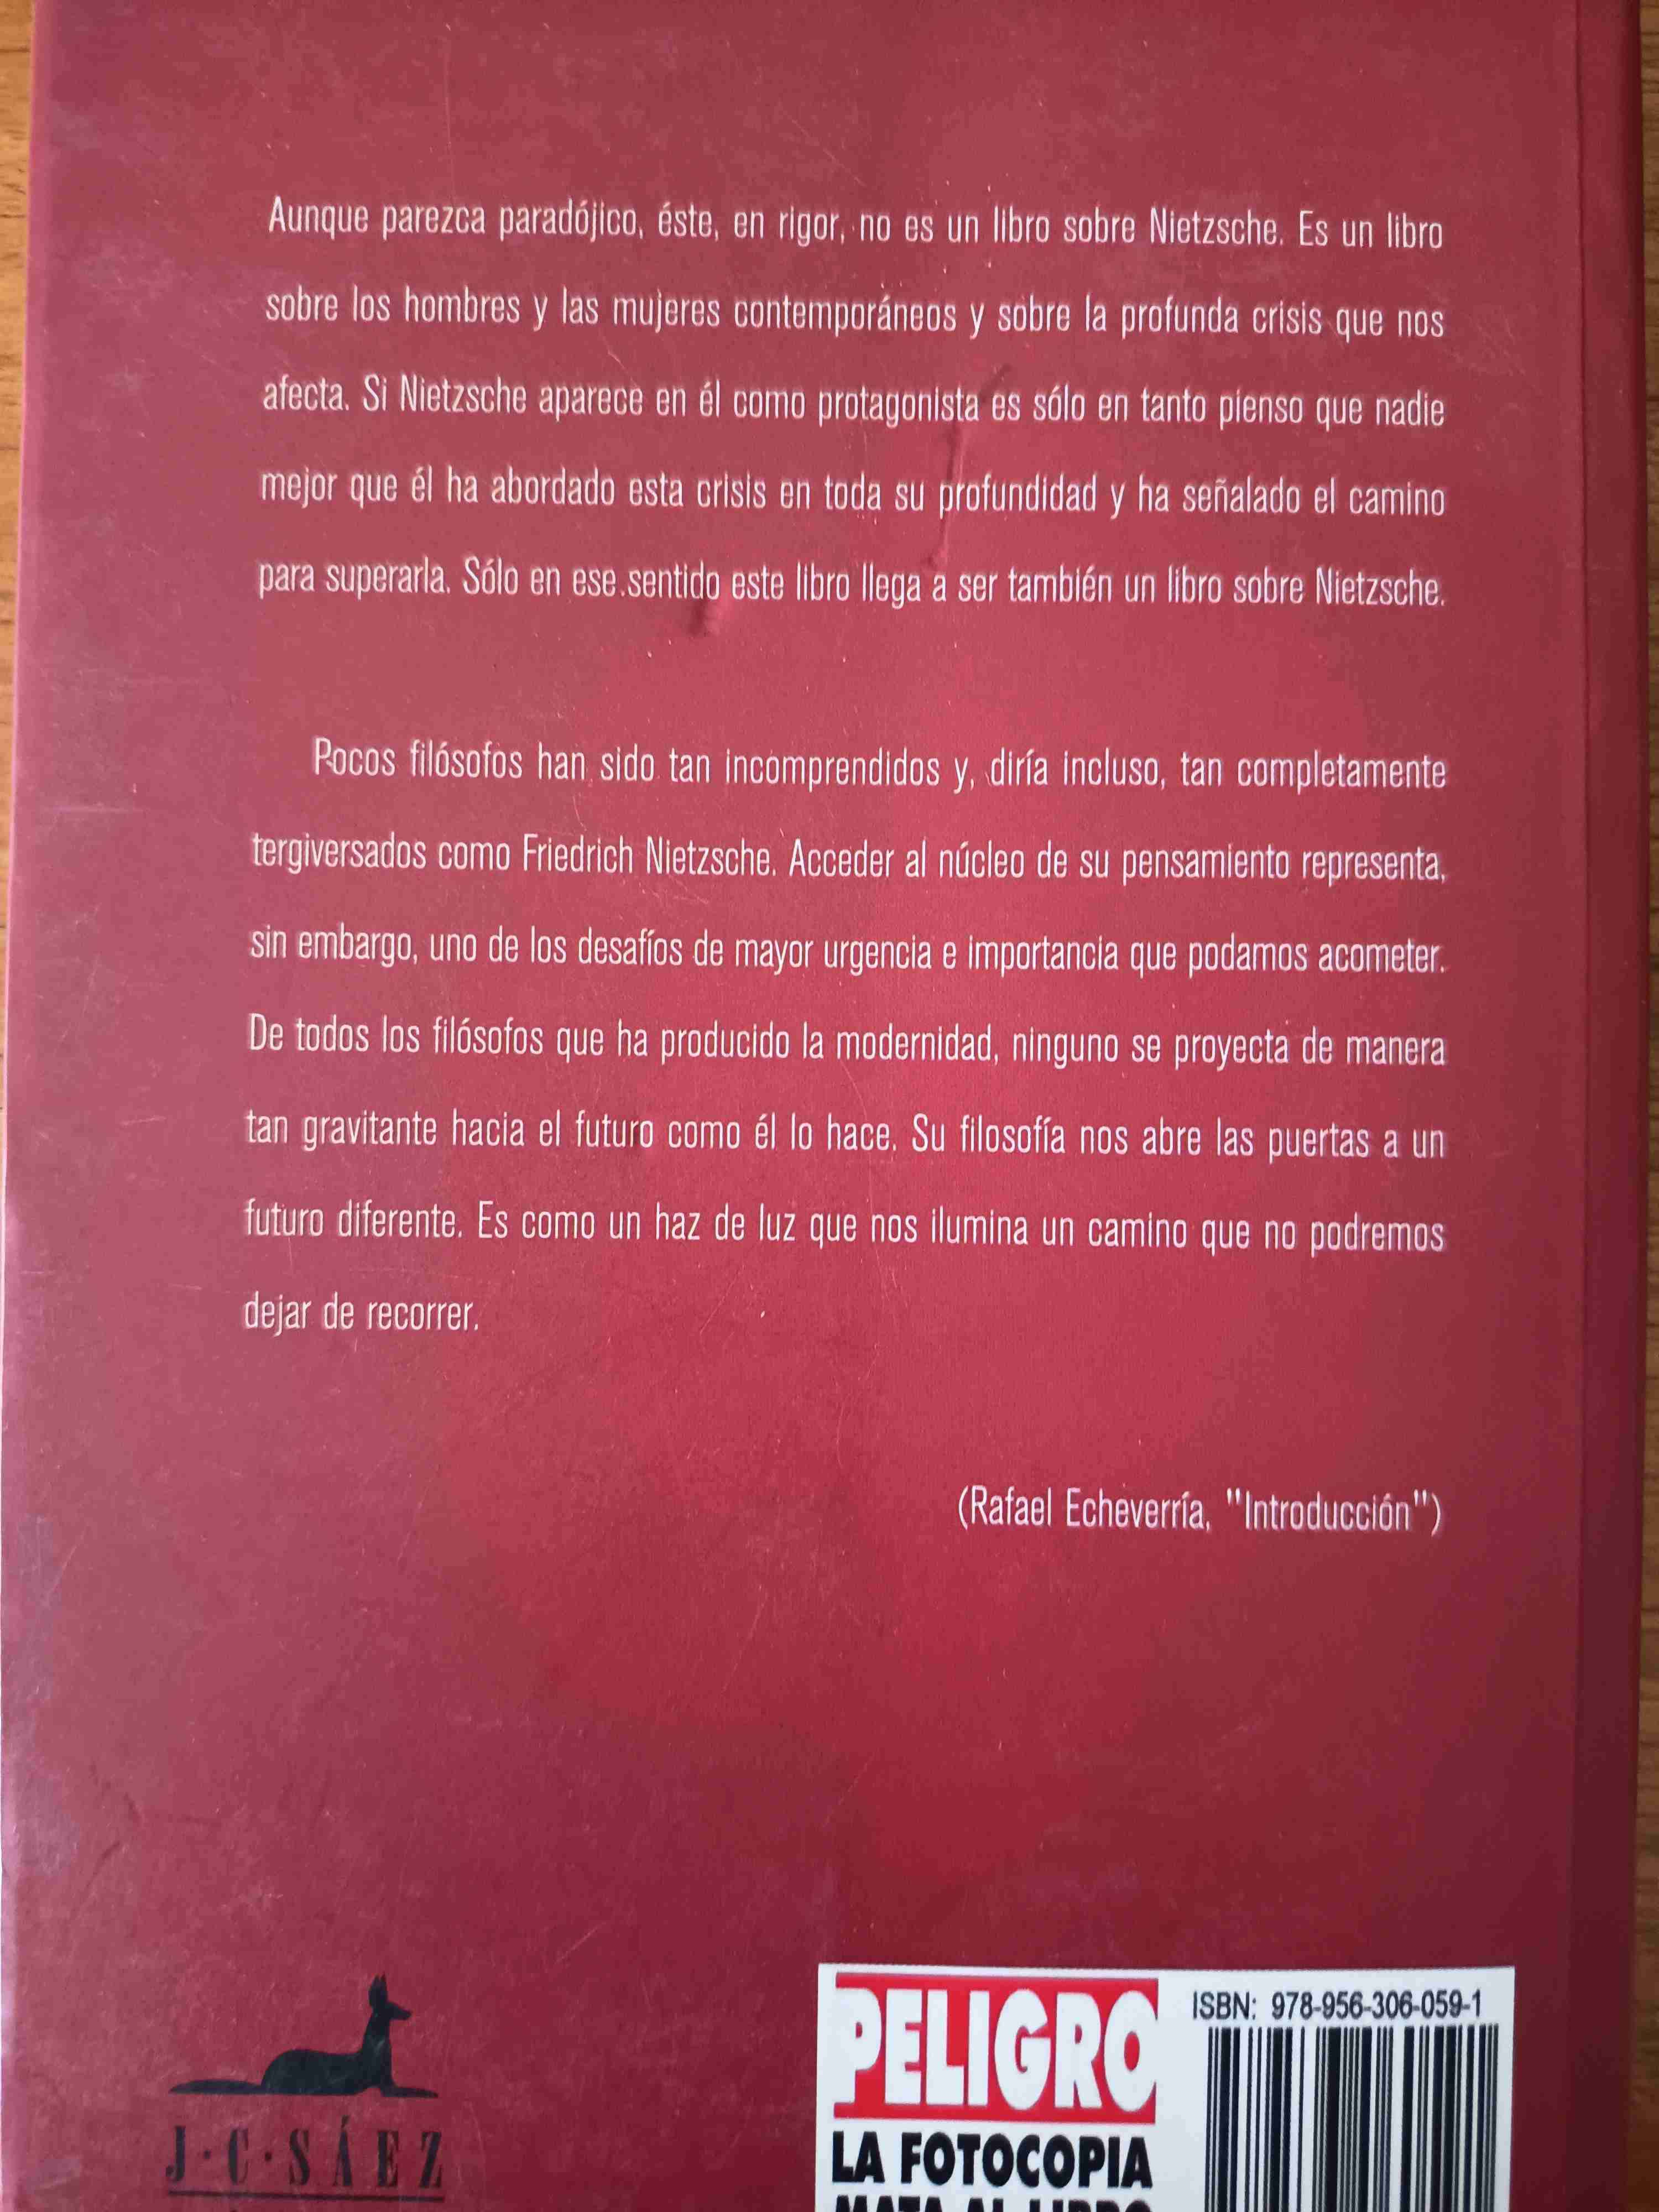 Aunque parezca paradójico, éste, en rigor, no es un libro sobre Nietzsche. Es un libro
sobre los hombres y las mujeres contemporáneos y sobre la profunda crisis que nos
afecta. Si Nietzsche aparece en él como protagonista es sólo en tanto pienso que nadie
mejor que él ha abordado esta crisis en toda su profundidad y ha señalado el camino
para superarla. Sólo en ese sentido este libro llega a ser también un libro sobre Nietzsche.
Pocos filósofos han sido tan incomprendidos y, diría incluso, tan completamente
tergiversados como Friedrich Nietzsche. Acceder al núcleo de su pensamiento representa,
sin embargo, uno de los desafíos de mayor urgencia e importancia que podamos acometer.
De todos los filósofos que ha producido la modernidad, ninguno se proyecta de manera
tan gravitante hacia el futuro como él lo hace. Su filosofía nos abre las puertas a un
futuro diferente. Es como un haz de luz que nos ilumina un camino que no podremos
dejar de recorrer.
(Rafael Echeverría, "Introducción")
J·C·SÁEZ
PELIGRO
LA FOTOCOPIA
MATA AL LIBRO
ISBN: 978-956-306-059-1